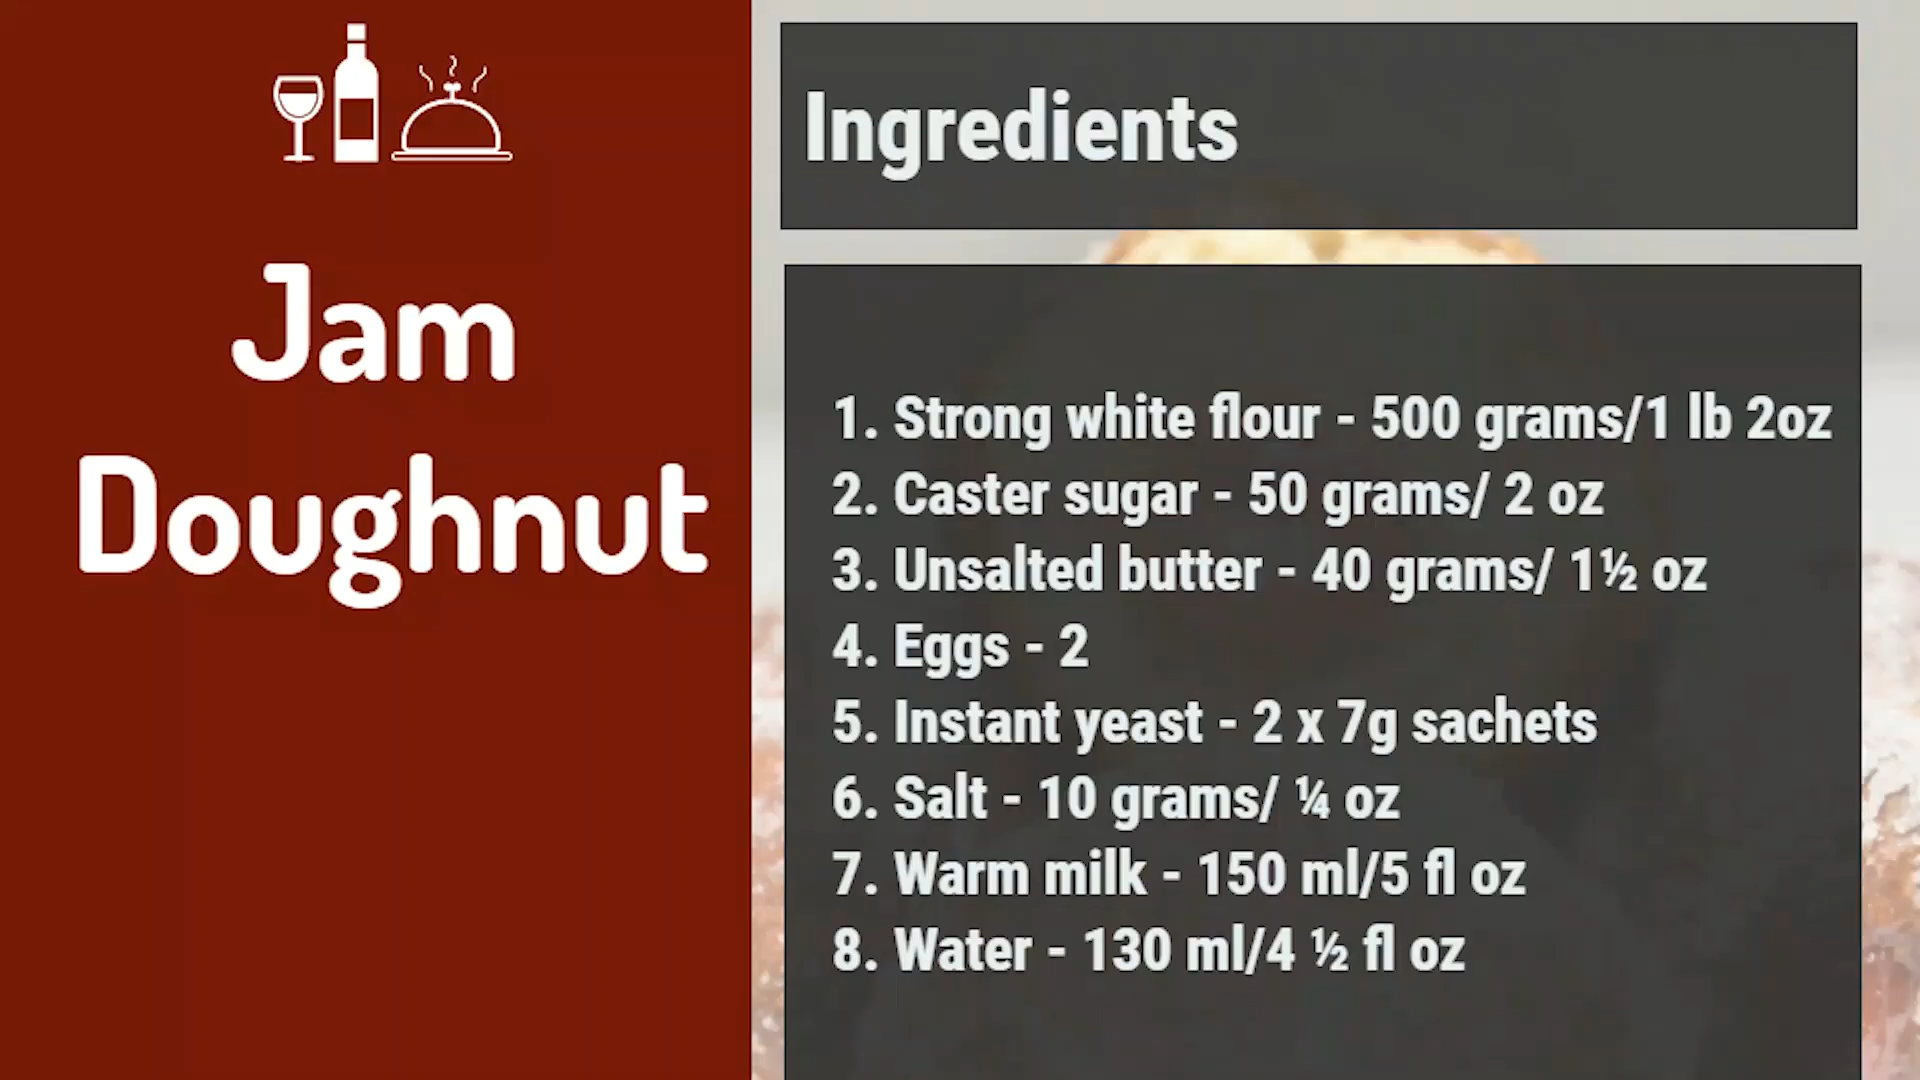 Jam
Doughnut
Ingredients
1. Strong white flour - 500 grams/1 lb 2oz
2. Caster sugar - 50 grams/ 2 oz
3. Unsalted butter - 40 grams/ 1½ oz
4. Eggs - 2
5. Instant yeast - 2 x 7g sachets
6. Salt - 10 grams/ ¼ oz
7. Warm milk - 150 ml/5 fl oz
8. Water - 130 ml/4 ½ fl oz